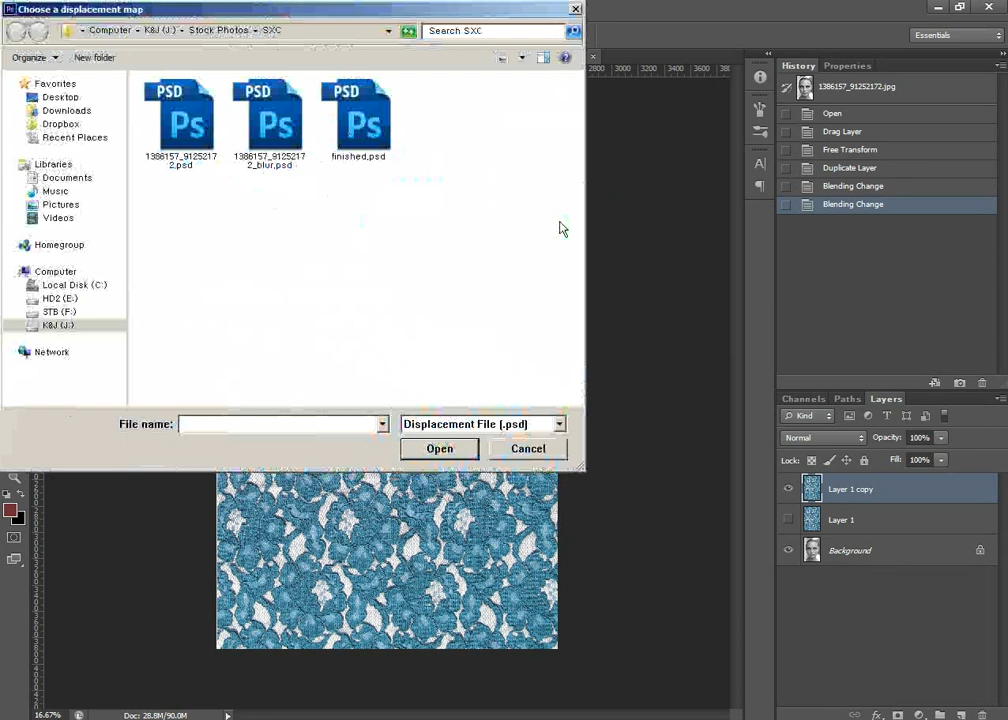 Choose a displacement map
Computer K&J (J:) Stock Photos SXC
Search SXC
Organize New folder
Favorites
Desktop
Downloads
Dropbox
Recent Places
Libraries
Documents
Music
Pictures
Videos
Homegroup
Computer
Local Disk (C:)
HD2 (E:)
3TB (F:)
K&J (J:)
Network
PSD PSD PSD
Ps Ps Ps
1386157_9125217
2.psd
1386157_9125217
2_blur.psd
finished.psd
File name:
Displacement File (.psd)
Open Cancel
Essentials
2800 3000 3200 3400 3600
History Properties
1386157_91252172.jpg
Open
Drag Layer
Free Transform
Duplicate Layer
Blending Change
Blending Change
Channels Paths Layers
Kind
Normal Opacity: 100%
Lock: Fill: 100%
Layer 1 copy
Layer 1
Background
16.67% Doc: 28.8M/90.0M